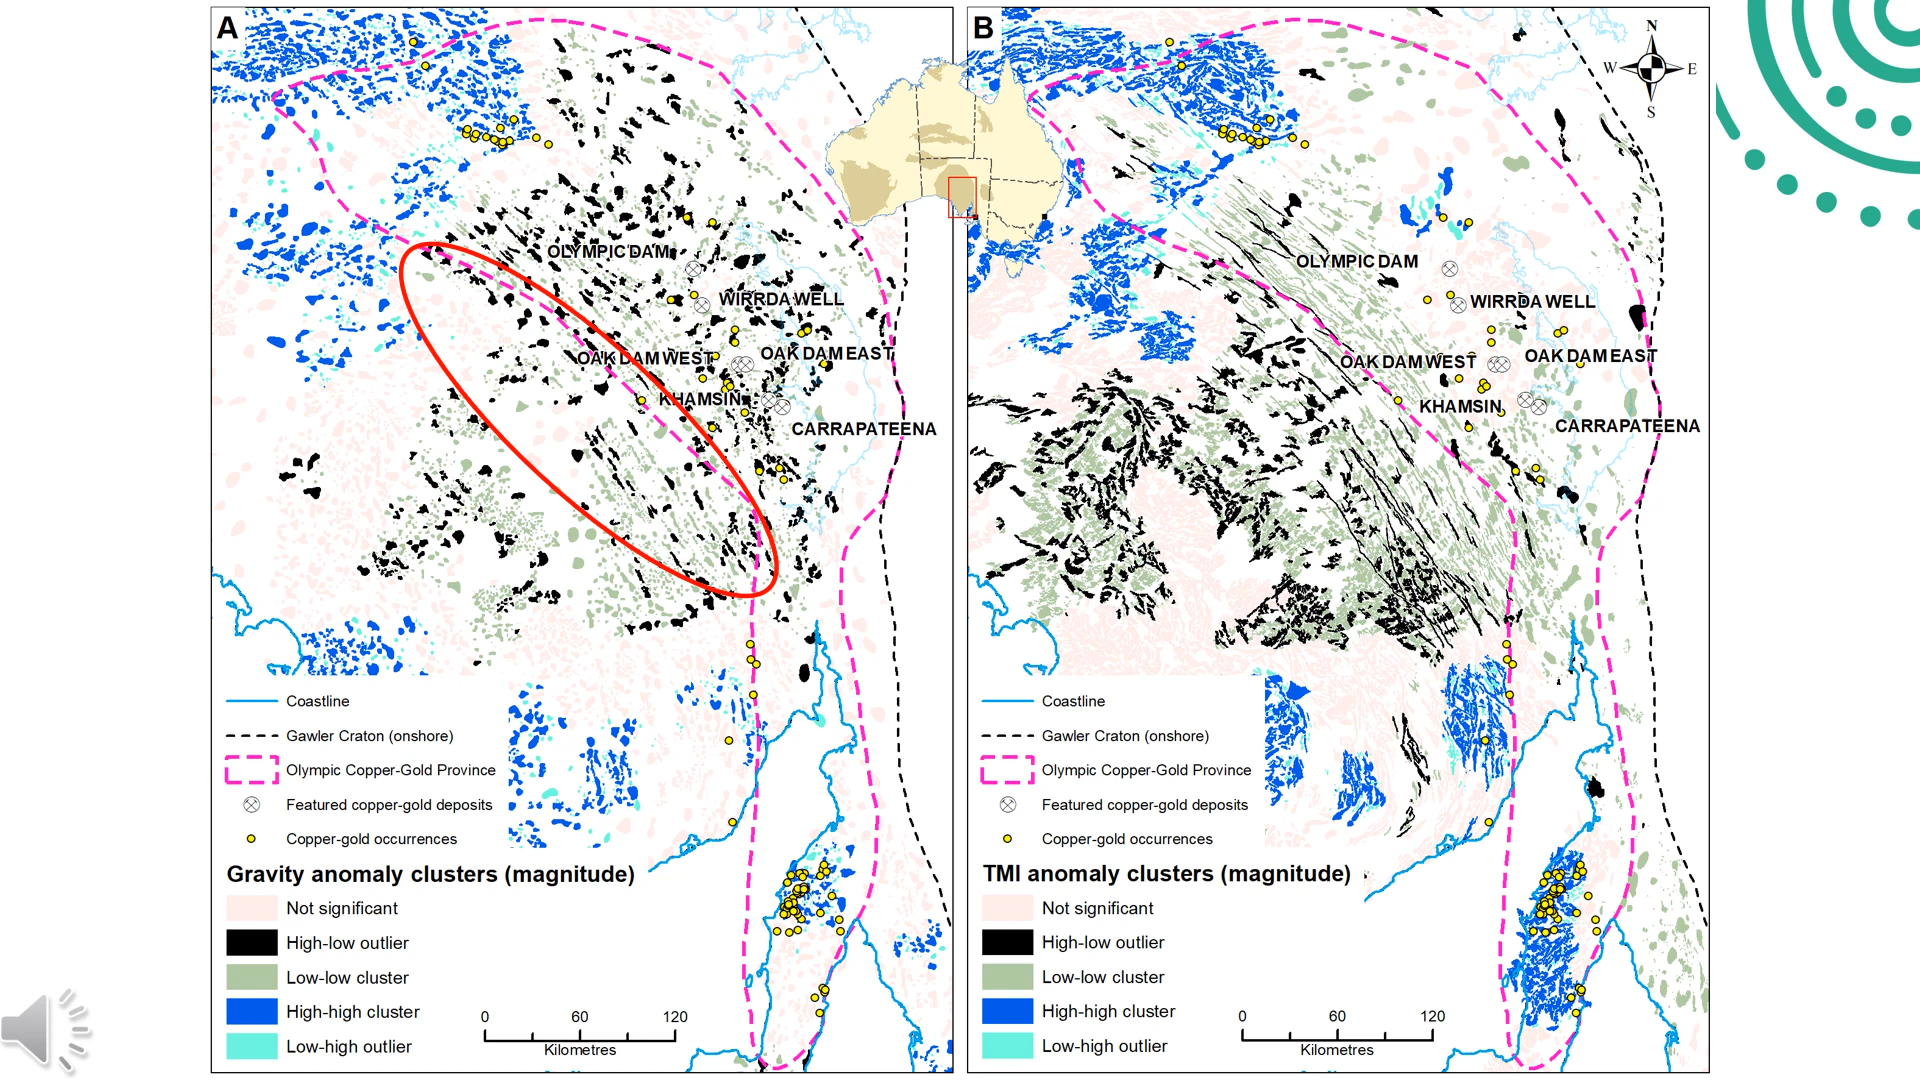 A
OLYMPIC DAM
WIRRDA WELL
OAK DAM WEST
OAK DAM EAST
KHAMSIN
CARRAPATEENA
Coastline
Gawler Craton (onshore)
Olympic Copper-Gold Province
Featured copper-gold deposits
Copper-gold occurrences
Gravity anomaly clusters (magnitude)
Not significant
High-low outlier
Low-low cluster
High-high cluster
Low-high outlier
0 60 120
Kilometres
B
N
W E
S
OLYMPIC DAM
WIRRDA WELL
OAK DAM WEST
OAK DAM EAST
KHAMSIN
CARRAPATEENA
Coastline
Gawler Craton (onshore)
Olympic Copper-Gold Province
Featured copper-gold deposits
Copper-gold occurrences
TMI anomaly clusters (magnitude)
Not significant
High-low outlier
Low-low cluster
High-high cluster
Low-high outlier
0 60 120
Kilometres